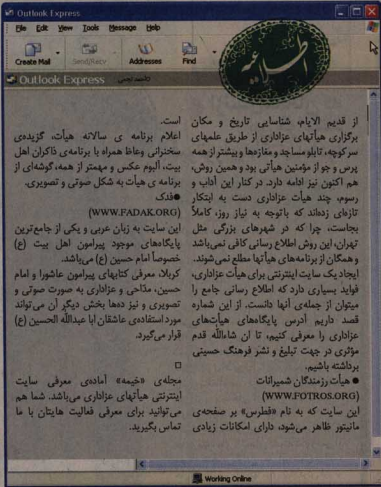 Outlook Express
File Edit View Tools Message Help
Create Mail Send/Recv Addresses Find
اطلاعیه
Outlook Express
از قدیم الایام، شناسایی تاریخ و مکان
برگزاری هیأتهای عزاداری از طریق علمهای
سرکوچه، تابلو مساجد و مغازه‌ها و بیشتر از همه
پرس و جو از مؤمنین هیأتی بود و همین روش،
هم اکنون نیز ادامه دارد. در کنار این آداب و
رسوم، چند هیأت عزاداری دست به ابتکار
تازه‌ای زده‌اند که باتوجه به نیاز روز، کاملاً
بجاست، چرا که در شهرهای بزرگی مثل
تهران، این روش اطلاع رسانی کافی نمی‌باشد
و همگان از برنامه‌های هیأتها مطلع نمی‌شوند.
ایجاد یک سایت اینترنتی برای هیأت عزاداری،
فواید بسیاری دارد که اطلاع رسانی جامع را
میتوان از جمله‌ی آنها دانست. از این شماره
قصد داریم آدرس پایگاه‌های هیأت‌های
عزاداری را معرفی کنیم، تا ان شاءالله قدم
مؤثری در جهت تبلیغ و نشر فرهنگ حسینی
برداشته باشیم.
● هیأت رزمندگان شمیرانات
(WWW.FOTROS.ORG)
این سایت که به نام «فطرس» بر صفحه‌ی
مانیتور ظاهر می‌شود، دارای امکانات زیادی
است.
اعلام برنامه ی سالانه هیأت، گزیده‌ی
سخنرانی وعاظ همراه با برنامه‌ی ذاکران اهل
بیت، آلبوم عکس و مهمتر از همه، گوشه‌ای از
برنامه ی هیأت به شکل صوتی و تصویری.
●فدک
(WWW.FADAK.ORG)
این سایت به زبان عربی و یکی از جامع‌ترین
پایگاه‌های موجود پیرامون اهل بیت (ع)
خصوصاً امام حسین (ع) می‌باشد.
کربلا، معرفی کتابهای پیرامون عاشورا و امام
حسین، مدّاحی و عزاداری به صورت صوتی و
تصویری و نیز ده‌ها بخش دیگر آن می‌تواند
مورد استفاده‌ی عاشقان ابا عبداللّه الحسین (ع)
قرار می‌گیرد.
□
مجله‌ی «خیمه» آماده‌ی معرفی سایت
اینترنتی هیأتهای عزاداری می‌باشد. شما هم
می‌توانید برای معرفی فعالیت هایتان با ما
تماس بگیرید.
Working Online